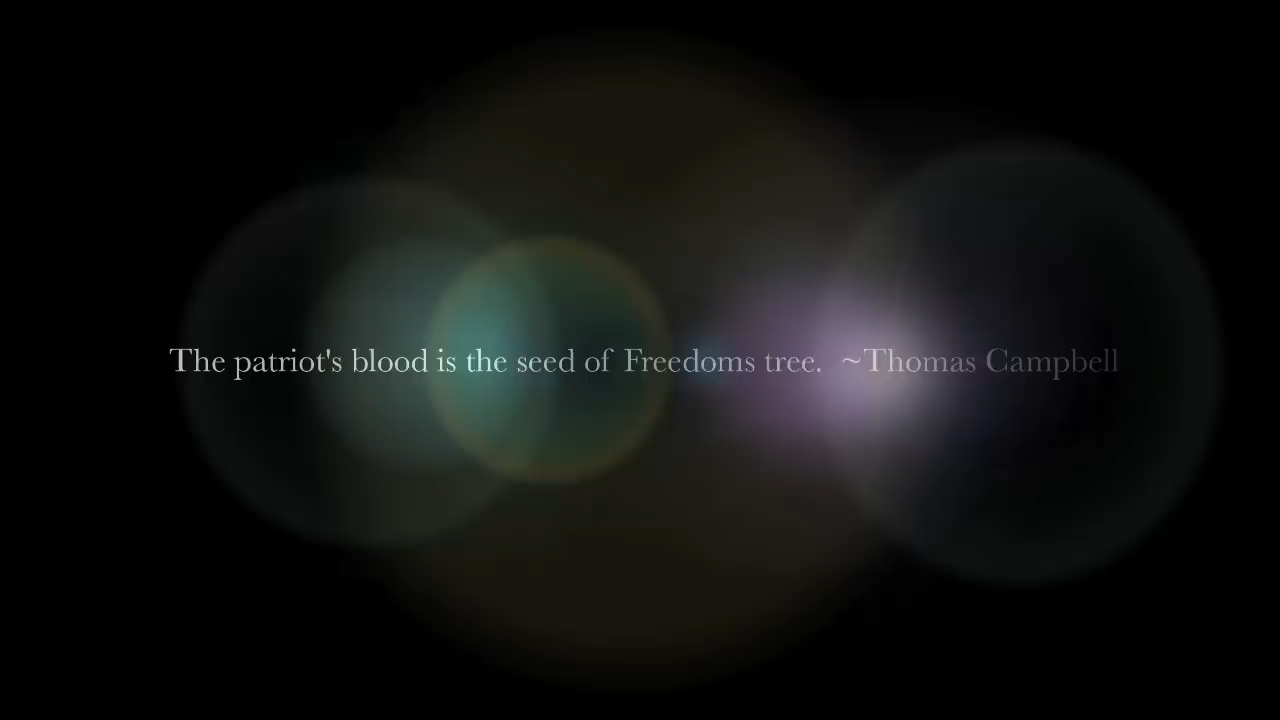 The patriot's blood is the seed of Freedoms tree. ~Thomas Campbell